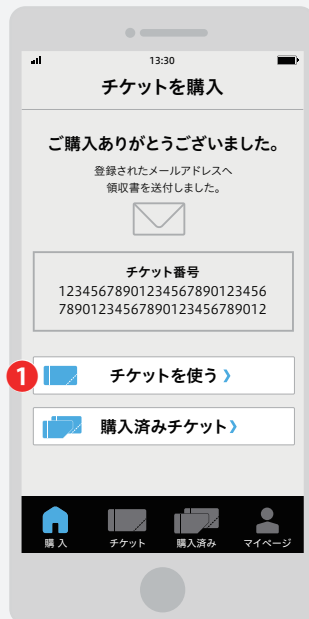 13:30
チケットを購入
ご購入ありがとうございました。
登録されたメールアドレスへ
領収書を送付しました。
チケット番号
12345678901234567890123456
78901234567890123456789012
1 チケットを使う 》
購入済みチケット 》
購 入 チケット 購入済み マイページ